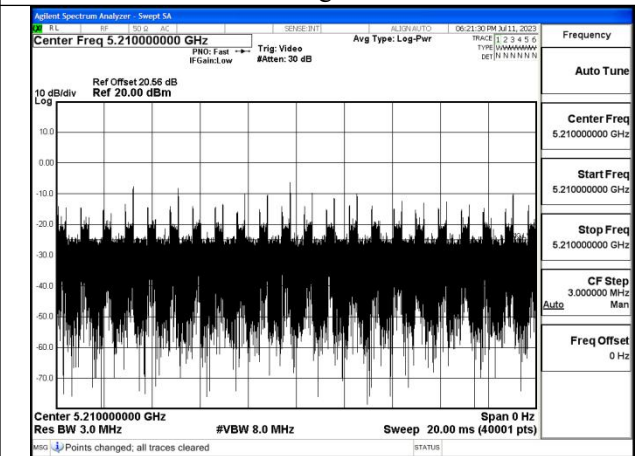 Agilent Spectrum Analyzer - Swept SA
RL RF 50 Ω AC SENSE:INT ALIGN AUTO 06:21:30 PM Jul 11, 2023
Center Freq 5.210000000 GHz
PNO: Fast
IFGain:Low
Trig: Video
#Atten: 30 dB
Avg Type: Log-Pwr
TRACE 1 2 3 4 5 6
TYPE WWWWWW
DET N N N N N N
Ref Offset 20.56 dB
10 dB/div Ref 20.00 dBm
Log
10.0
0.00
-10.0
-20.0
-30.0
-40.0
-50.0
-60.0
-70.0
Center 5.210000000 GHz Span 0 Hz
Res BW 3.0 MHz #VBW 8.0 MHz Sweep 20.00 ms (40001 pts)
MSG Points changed; all traces cleared STATUS
Frequency
Auto Tune
Center Freq
5.210000000 GHz
Start Freq
5.210000000 GHz
Stop Freq
5.210000000 GHz
CF Step
3.000000 MHz
Auto Man
Freq Offset
0 Hz